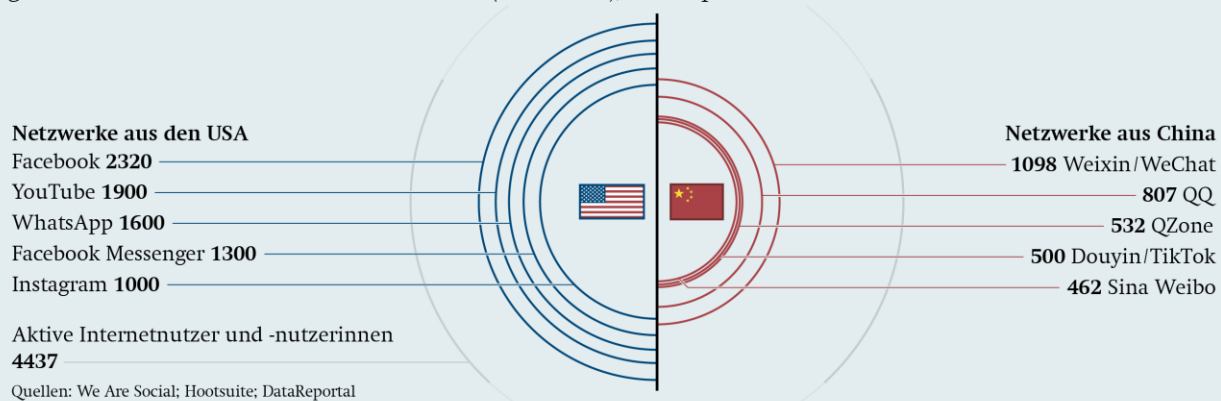 Netzwerke aus den USA
Facebook 2320
YouTube 1900
WhatsApp 1600
Facebook Messenger 1300
Instagram 1000
Aktive Internetnutzer und -nutzerinnen
4437
Quellen: We Are Social; Hootsuite; DataReportal
Netzwerke aus China
1098 Weixin/WeChat
807 QQ
532 QZone
500 Douyin/TikTok
462 Sina Weibo